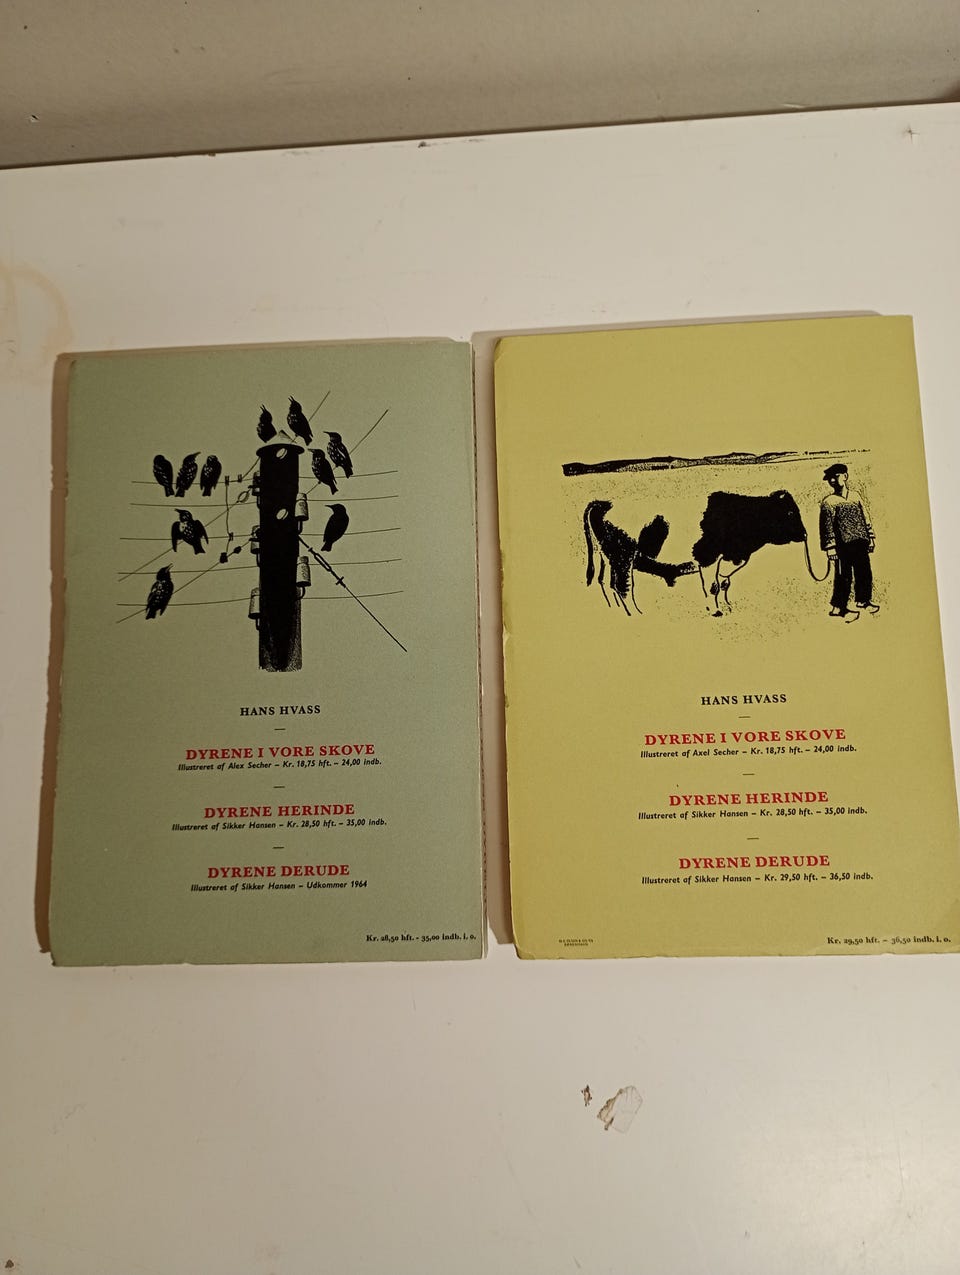 HANS HVASS
DYRENE I VORE SKOVE
Illustreret af Alex Secher – Kr. 18,75 hft. – 24,00 indb.
DYRENE HERINDE
Illustreret af Sikker Hansen – Kr. 28,50 hft. – 35,00 indb.
DYRENE DERUDE
Illustreret af Sikker Hansen – Udkommer 1964
Kr. 28,50 hft. - 35,00 indb. i. o.
HANS HVASS
DYRENE I VORE SKOVE
Illustreret af Axel Secher – Kr. 18,75 hft. – 24,00 indb.
DYRENE HERINDE
Illustreret af Sikker Hansen – Kr. 28,50 hft. – 35,00 indb.
DYRENE DERUDE
Illustreret af Sikker Hansen – Kr. 29,50 hft. – 36,50 indb.
Kr. 29,50 hft. – 36,50 indb. i. o.